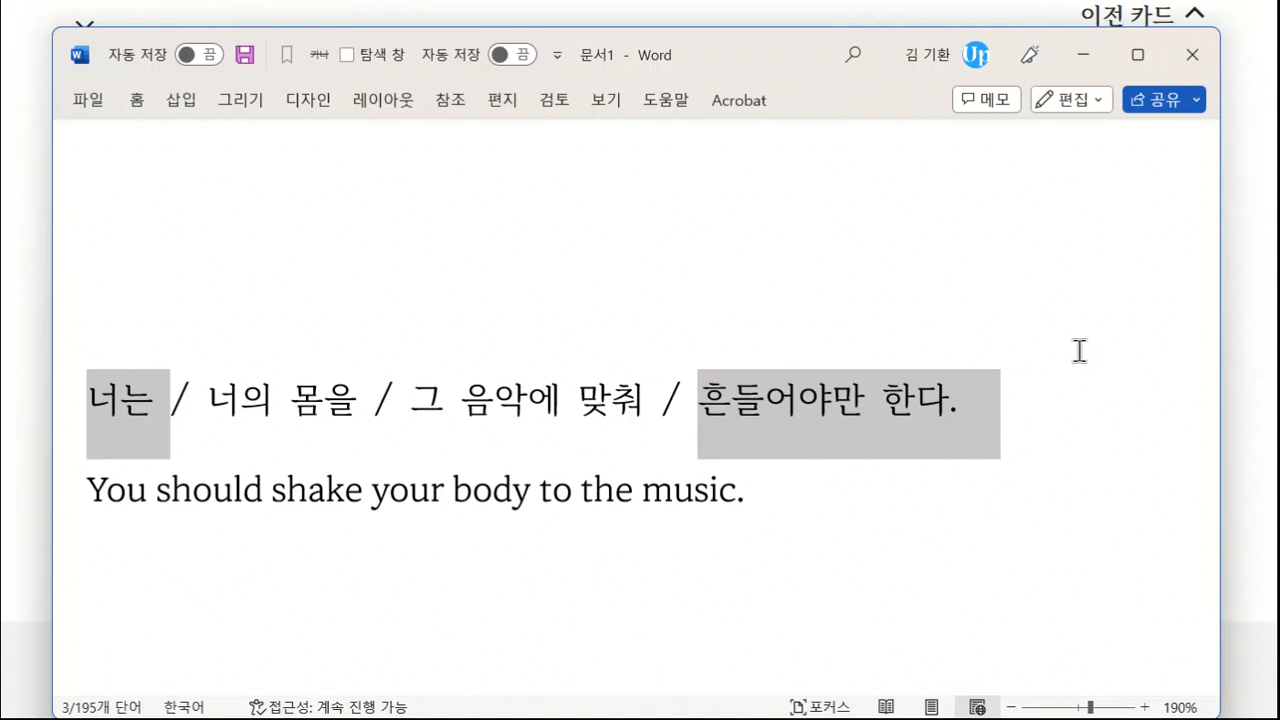 이전 카드
자동 저장 끔 가나 탐색 창 자동 저장 끔 문서1 - Word 김 기환 Up
파일 홈 삽입 그리기 디자인 레이아웃 참조 편지 검토 보기 도움말 Acrobat 메모 편집 공유
너는 / 너의 몸을 / 그 음악에 맞춰 / 흔들어야만 한다.
You should shake your body to the music.
3/195개 단어 한국어 접근성: 계속 진행 가능 포커스 190%